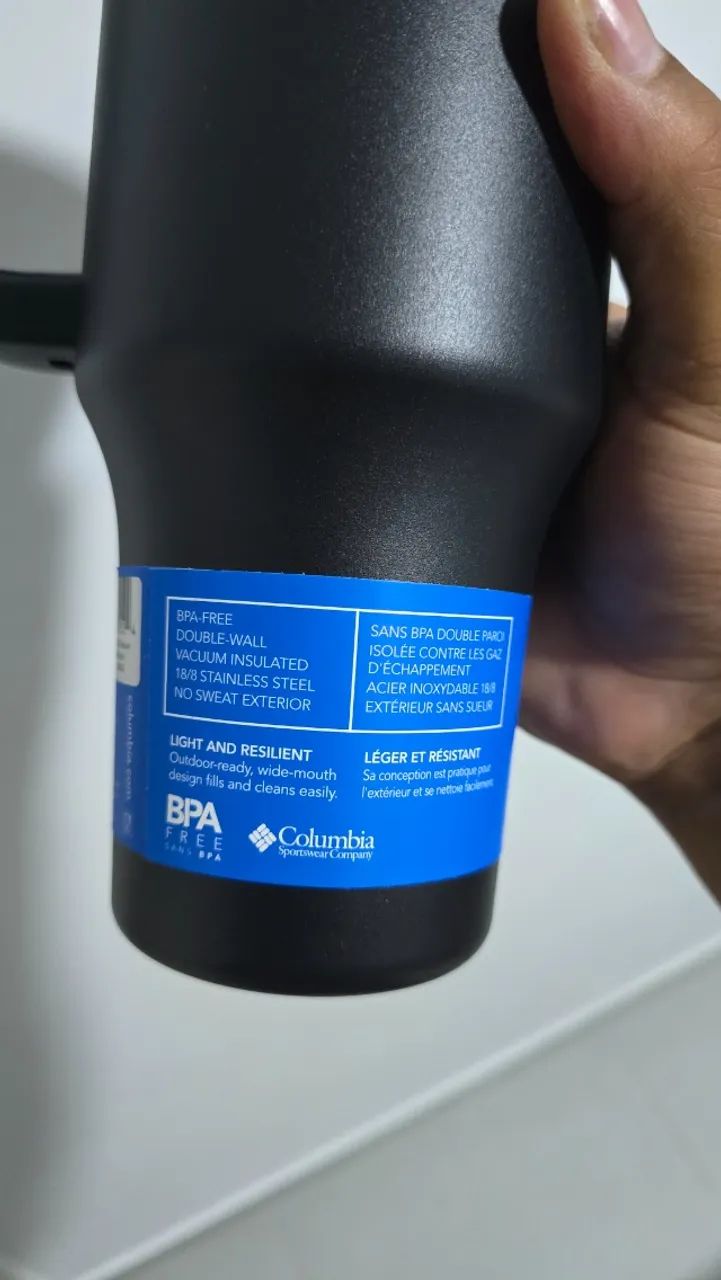 BPA-FREE
DOUBLE-WALL
VACUUM INSULATED
18/8 STAINLESS STEEL
NO SWEAT EXTERIOR
SANS BPA DOUBLE PAROI
ISOLÉE CONTRE LES GAZ
D'ÉCHAPPEMENT
ACIER INOXYDABLE 18/8
EXTÉRIEUR SANS SUEUR
LIGHT AND RESILIENT
Outdoor-ready, wide-mouth
design fills and cleans easily.
LÉGER ET RÉSISTANT
Sa conception est pratique pour
l'extérieur et se nettoie facilement.
BPA
FREE
SANS BPA
Columbia
Sportswear Company
columbia.com